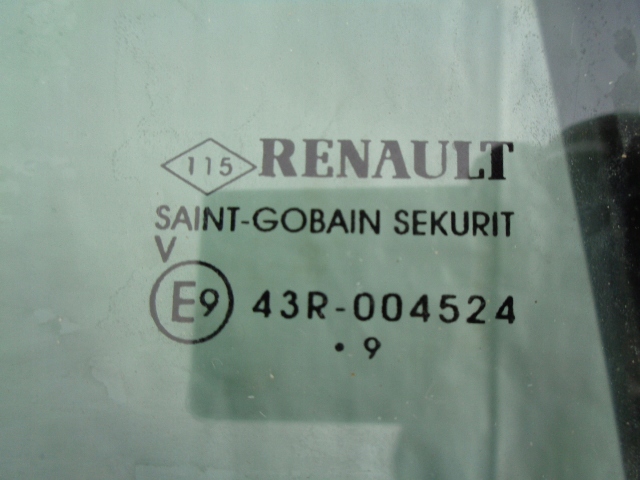 115 RENAULT
SAINT-GOBAIN SEKURIT
V
E9 43R-004524
• 9